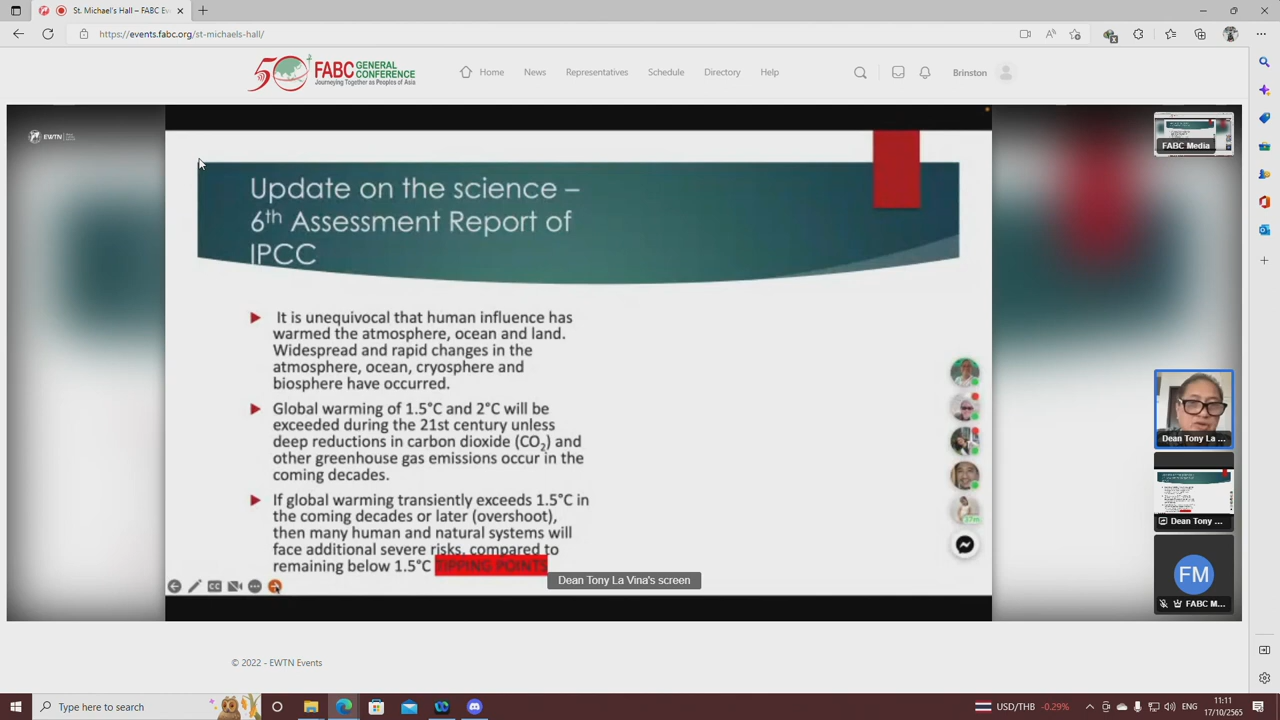 St. Michael's Hall – FABC Ev
https://events.fabc.org/st-michaels-hall/
50 FABC GENERAL CONFERENCE
Journeying Together as Peoples of Asia
Home News Representatives Schedule Directory Help
Brinston
EWTN
Update on the science –
6th Assessment Report of
IPCC
It is unequivocal that human influence has
warmed the atmosphere, ocean and land.
Widespread and rapid changes in the
atmosphere, ocean, cryosphere and
biosphere have occurred.
Global warming of 1.5°C and 2°C will be
exceeded during the 21st century unless
deep reductions in carbon dioxide (CO2) and
other greenhouse gas emissions occur in the
coming decades.
If global warming transiently exceeds 1.5°C in
the coming decades or later (overshoot),
then many human and natural systems will
face additional severe risks, compared to
remaining below 1.5°C TIPPING POINTS
CC
Dean Tony La Vina's screen
37m
FABC Media
Dean Tony La ...
Dean Tony ...
FM
FABC M...
© 2022 - EWTN Events
Type here to search
USD/THB -0.29%
11:11
17/10/2565